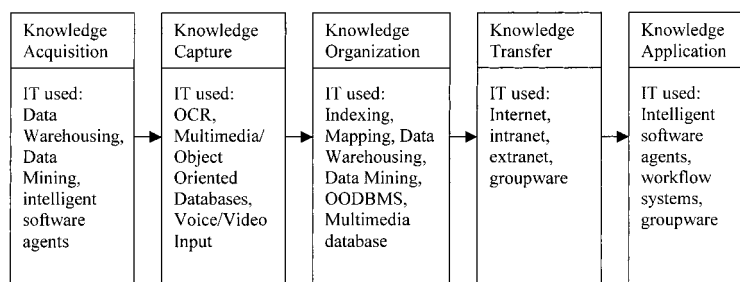 Knowledge
Acquisition
IT used:
Data
Warehousing,
Data
Mining,
intelligent
software
agents
Knowledge
Capture
IT used:
OCR,
Multimedia/
Object
Oriented
Databases,
Voice/Video
Input
Knowledge
Organization
IT used:
Indexing,
Mapping, Data
Warehousing,
Data Mining,
OODBMS,
Multimedia
database
Knowledge
Transfer
IT used:
Internet,
intranet,
extranet,
groupware
Knowledge
Application
IT used:
Intelligent
software
agents,
workflow
systems,
groupware